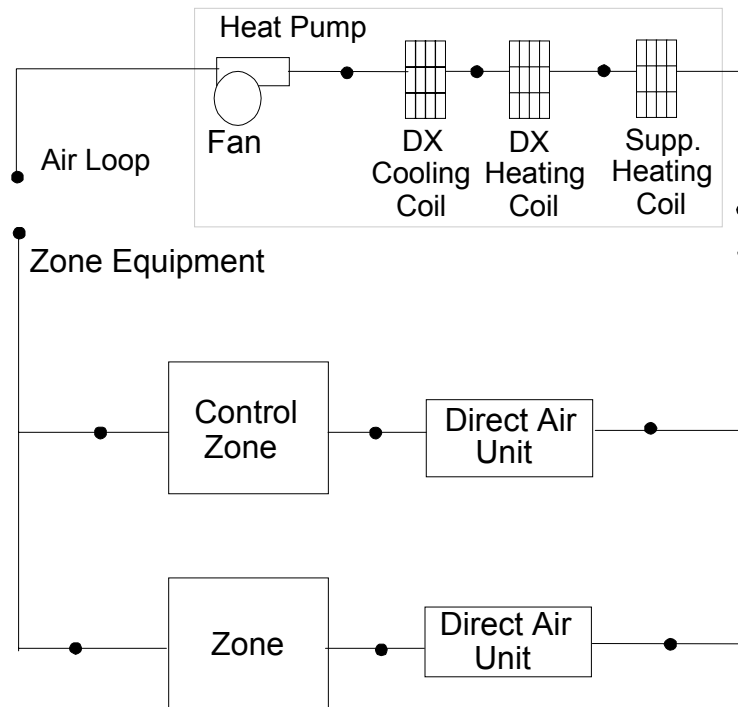 Heat Pump
Fan
DX
Cooling
Coil
DX
Heating
Coil
Supp.
Heating
Coil
Air Loop
Zone Equipment
Control
Zone
Direct Air
Unit
Zone
Direct Air
Unit